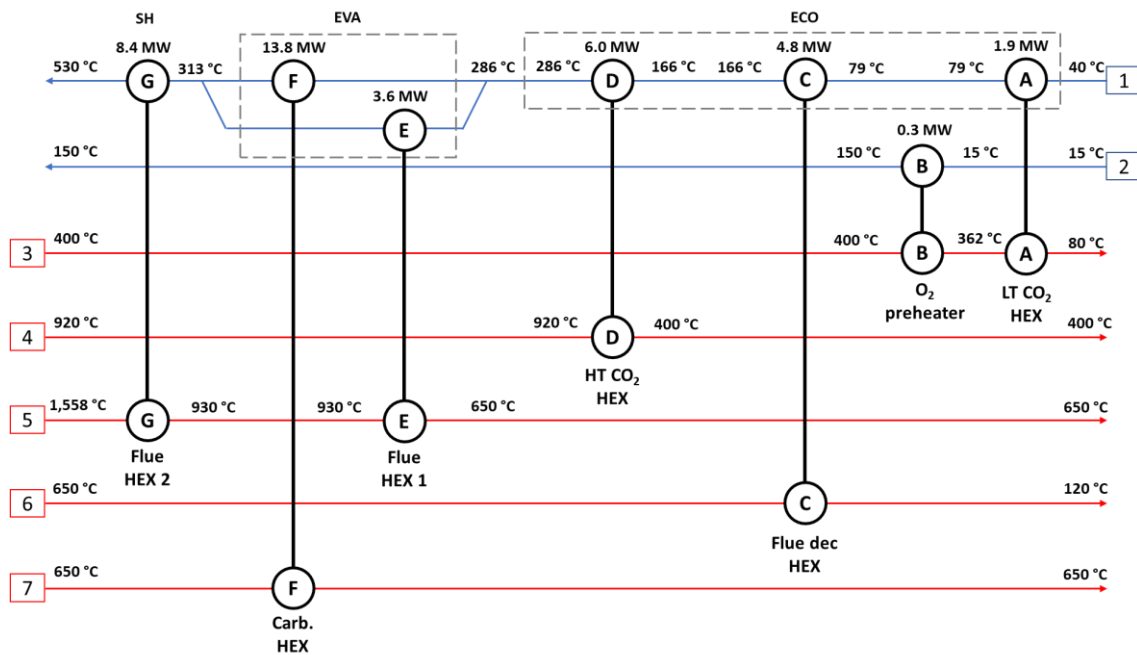 SH
EVA
ECO
8.4 MW
13.8 MW
6.0 MW
4.8 MW
1.9 MW
530 °C
G
313 °C
F
286 °C
286 °C
D
166 °C
166 °C
C
79 °C
79 °C
A
40 °C
1
3.6 MW
E
0.3 MW
150 °C
150 °C
B
15 °C
15 °C
2
3
400 °C
400 °C
B
362 °C
A
80 °C
O₂
preheater
LT CO₂
HEX
4
920 °C
920 °C
D
400 °C
400 °C
HT CO₂
HEX
5
1,558 °C
G
930 °C
930 °C
E
650 °C
650 °C
Flue
HEX 2
Flue
HEX 1
6
650 °C
C
120 °C
Flue dec
HEX
7
650 °C
F
650 °C
Carb.
HEX